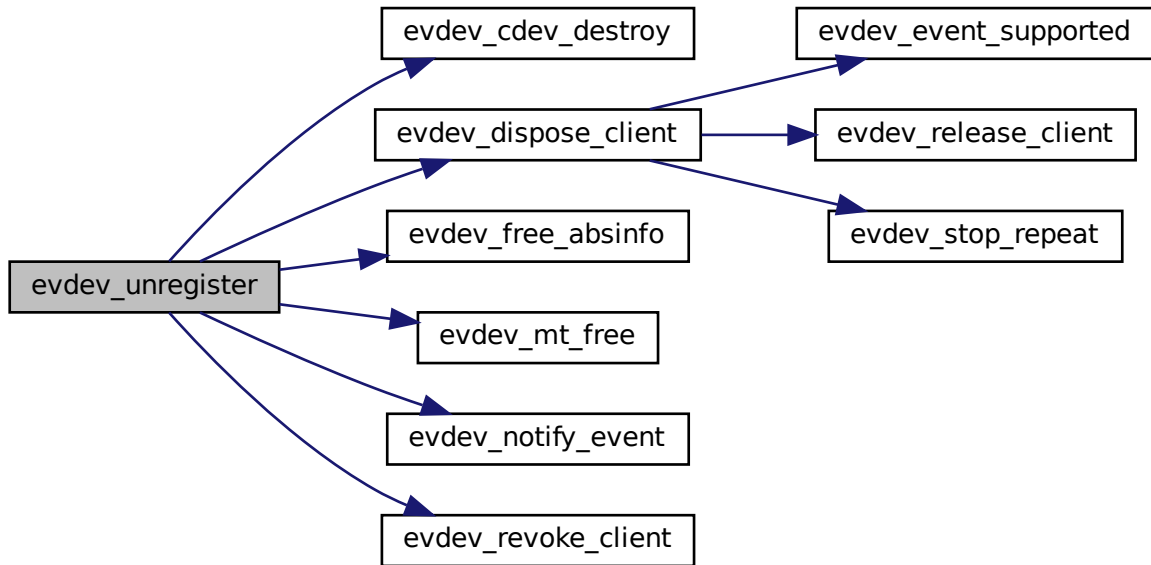 evdev_cdev_destroy
evdev_event_supported
evdev_dispose_client
evdev_release_client
evdev_free_absinfo
evdev_stop_repeat
evdev_unregister
evdev_mt_free
evdev_notify_event
evdev_revoke_client